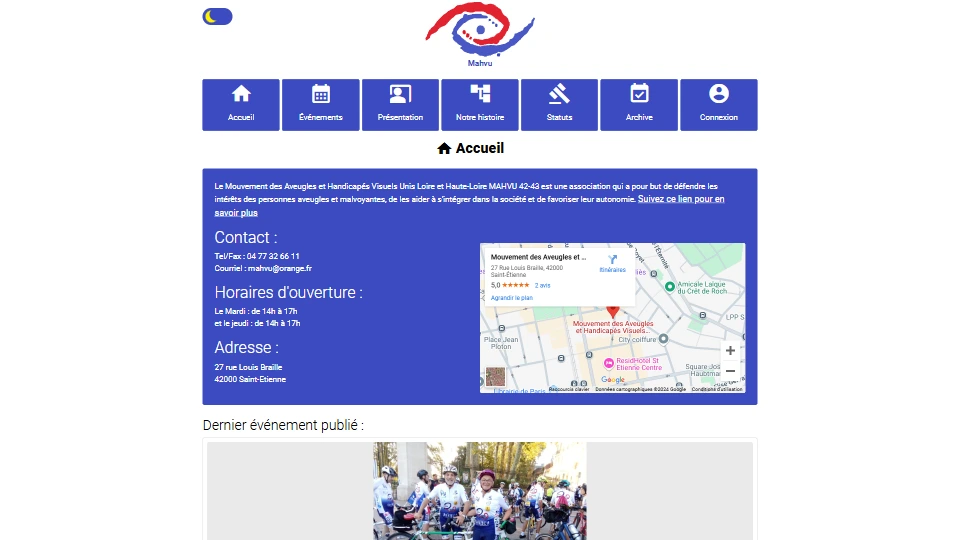 Mahvu
Accueil
Événements
Présentation
Notre histoire
Statuts
Archive
Connexion
Accueil
Le Mouvement des Aveugles et Handicapés Visuels Unis Loire et Haute-Loire MAHVU 42-43 est une association qui a pour but de défendre les
intérêts des personnes aveugles et malvoyantes, de les aider à s'intégrer dans la société et de favoriser leur autonomie. Suivez ce lien pour en
savoir plus
Contact :
Tel/Fax : 04 77 32 66 11
Courriel : mahvu@orange.fr
Horaires d'ouverture :
Le Mardi : de 14h à 17h
et le jeudi : de 14h à 17h
Adresse :
27 rue Louis Braille
42000 Saint-Etienne
Mouvement des Aveugles et ...
27 Rue Louis Braille, 42000
Saint-Étienne
5,0 ★★★★★ 2 avis
Agrandir le plan
Itinéraires
Amicale Laique
du Crêt de Roch
LPP S
Mouvement des Aveugles
et Handicapés Visuels...
City coiffure
Place Jean
Ploton
ResidHotel St
Etienne Centre
Square Jos
Hauptman
Librairie de Paris
Google
Raccourcis clavier
Données cartographiques ©2024 Google
Conditions d'utilisation
Dernier événement publié :